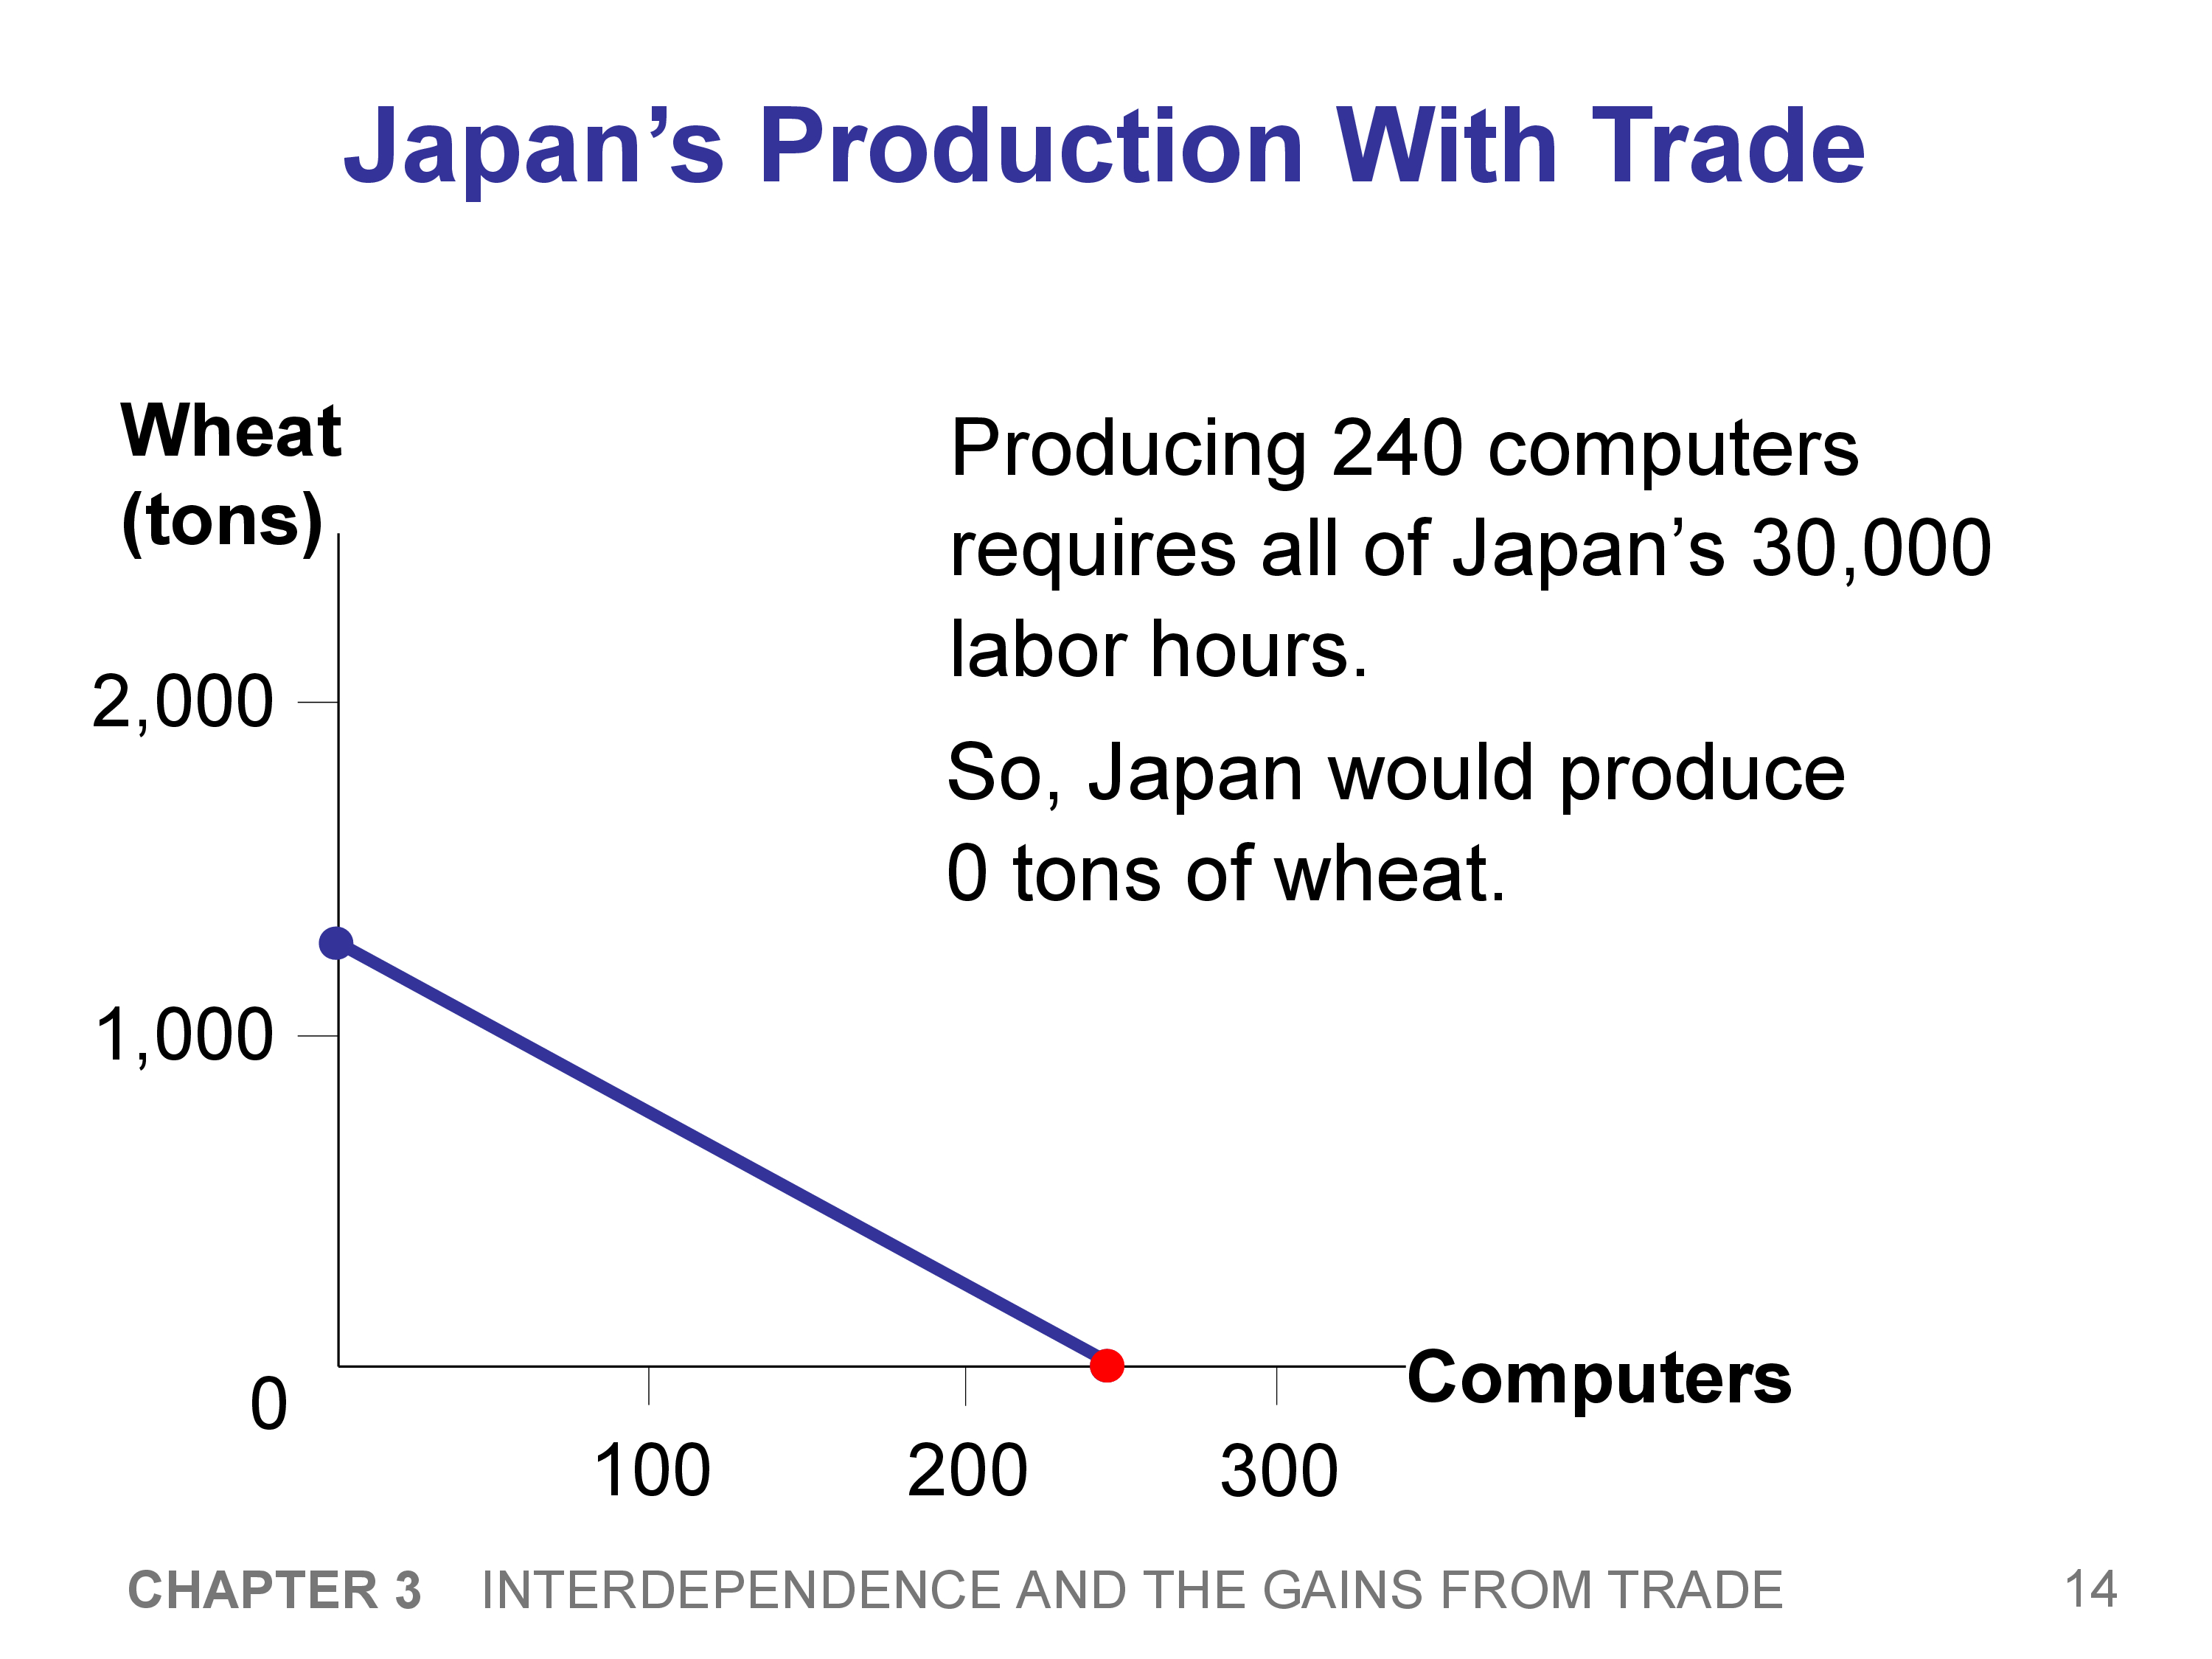 Japan’s Production With Trade
Wheat
(tons)
Producing 240 computers
requires all of Japan’s 30,000
labor hours.
So, Japan would produce
0 tons of wheat.
2,000
1,000
0
100
200
300
Computers
CHAPTER 3 INTERDEPENDENCE AND THE GAINS FROM TRADE
14